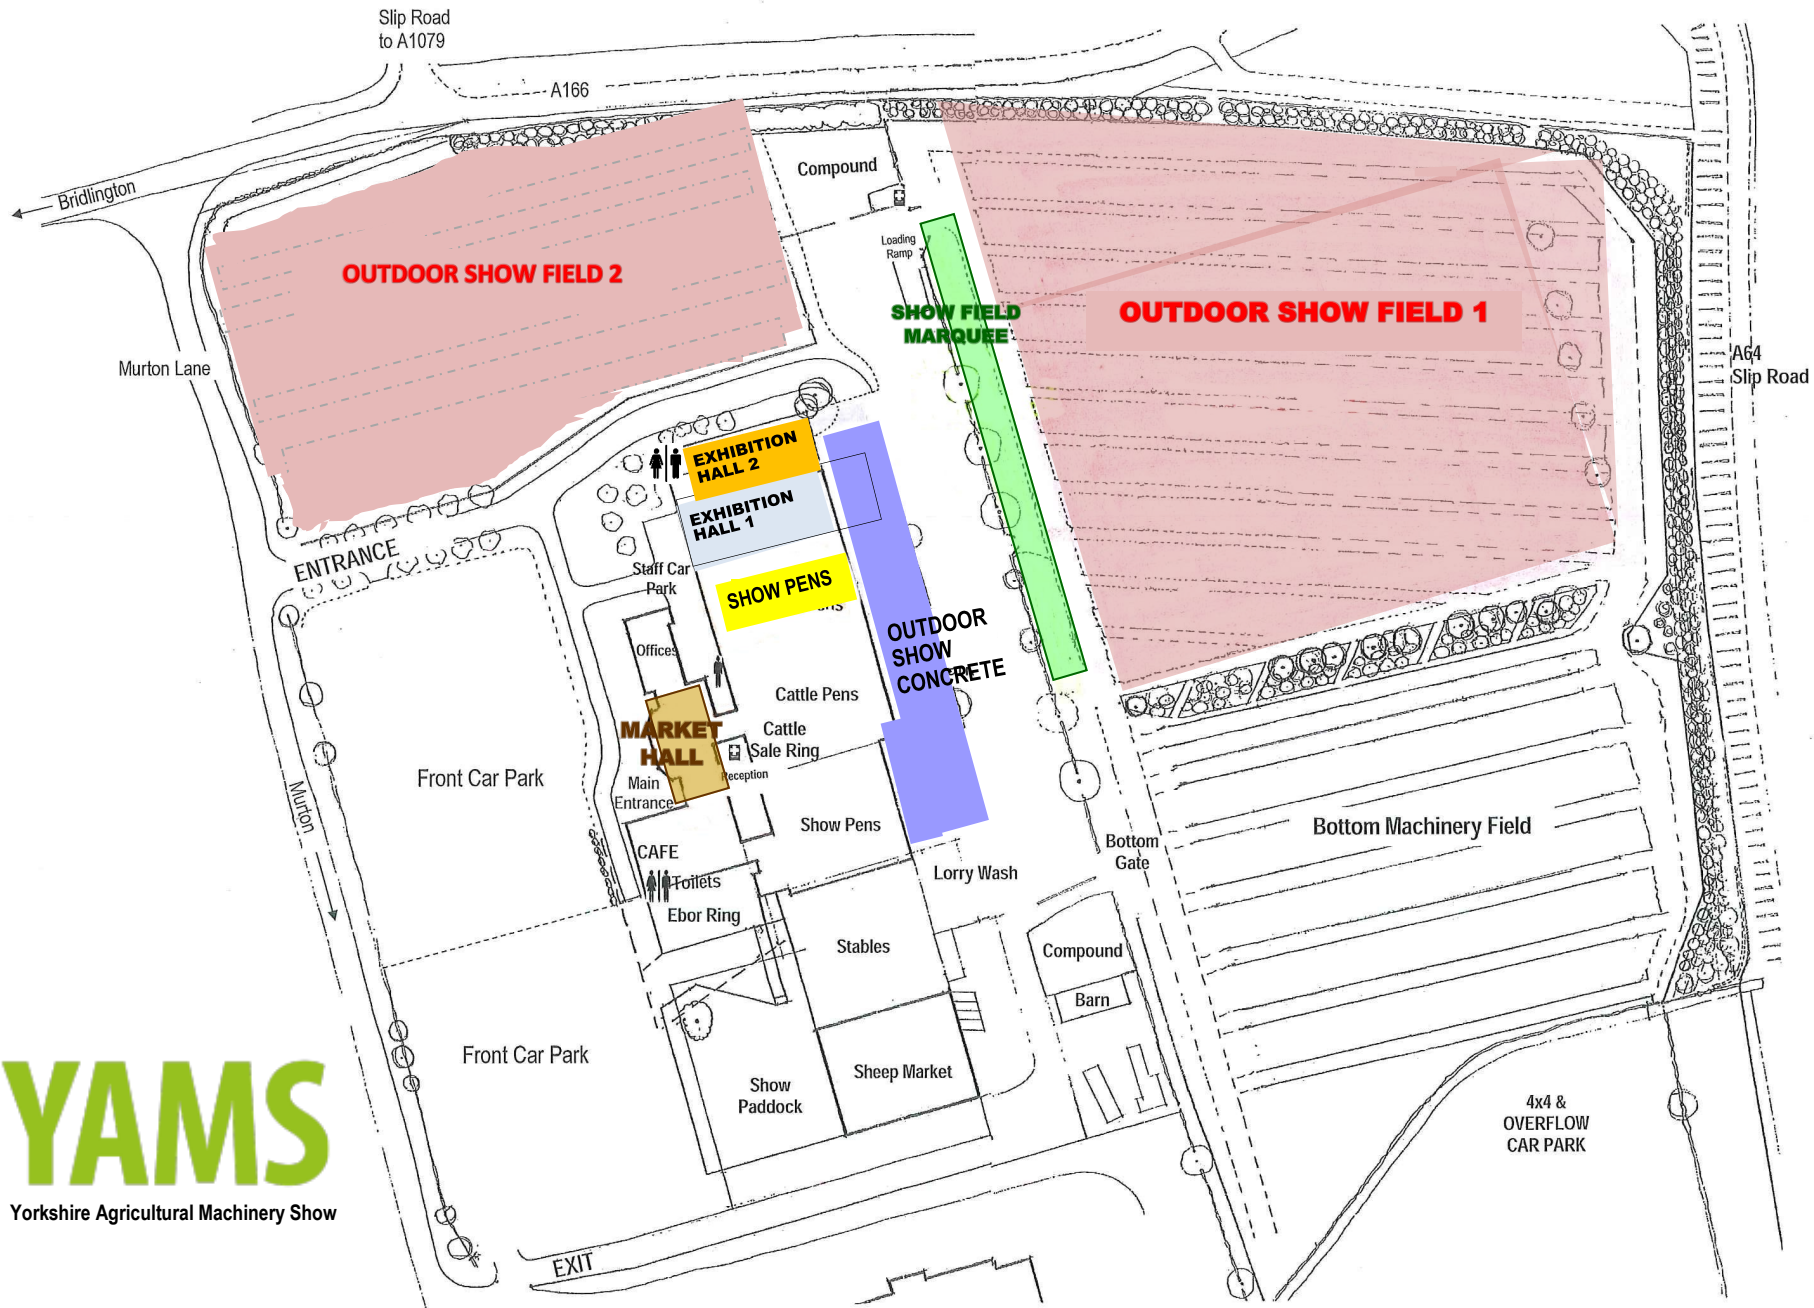 Slip Road
to A1079
A166
Bridlington
Compound
Loading
Ramp
OUTDOOR SHOW FIELD 2
SHOW FIELD
MARQUEE
OUTDOOR SHOW FIELD 1
Murton Lane
A64
Slip Road
EXHIBITION
HALL 2
EXHIBITION
HALL 1
ENTRANCE
Staff Car
Park
SHOW PENS
OUTDOOR
SHOW
CONCRETE
Offices
Cattle Pens
MARKET
HALL
Cattle
Sale Ring
Reception
Main
Entrance
Front Car Park
Murton
Show Pens
Bottom Machinery Field
Bottom
Gate
CAFE
Toilets
Lorry Wash
Ebor Ring
Stables
Compound
Barn
Front Car Park
Sheep Market
Show
Paddock
4x4 &
OVERFLOW
CAR PARK
YAMS
Yorkshire Agricultural Machinery Show
EXIT